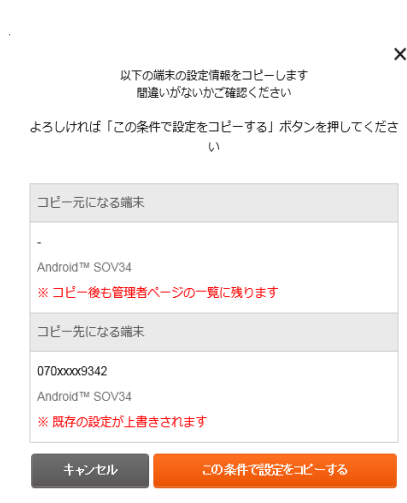 ×
以下の端末の設定情報をコピーします
間違いがないかご確認ください
よろしければ「この条件で設定をコピーする」ボタンを押してくださ
い
コピー元になる端末
-
Android™ SOV34
※ コピー後も管理者ページの一覧に残ります
コピー先になる端末
070xxxx9342
Android™ SOV34
※ 既存の設定が上書きされます
キャンセル
この条件で設定をコピーする